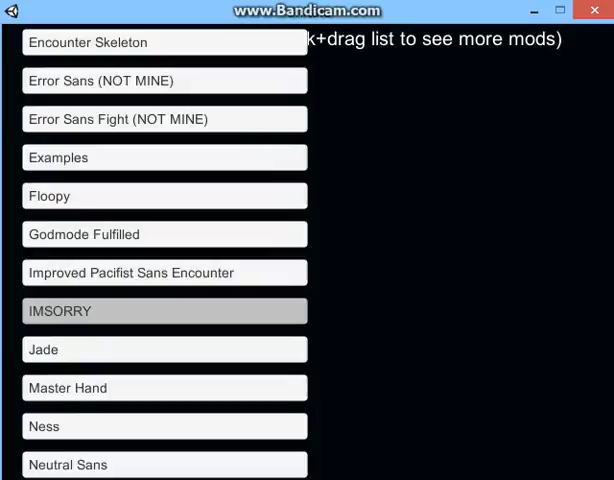 www.Bandicam.com
k+drag list to see more mods)
Encounter Skeleton
Error Sans (NOT MINE)
Error Sans Fight (NOT MINE)
Examples
Floopy
Godmode Fulfilled
Improved Pacifist Sans Encounter
IMSORRY
Jade
Master Hand
Ness
Neutral Sans